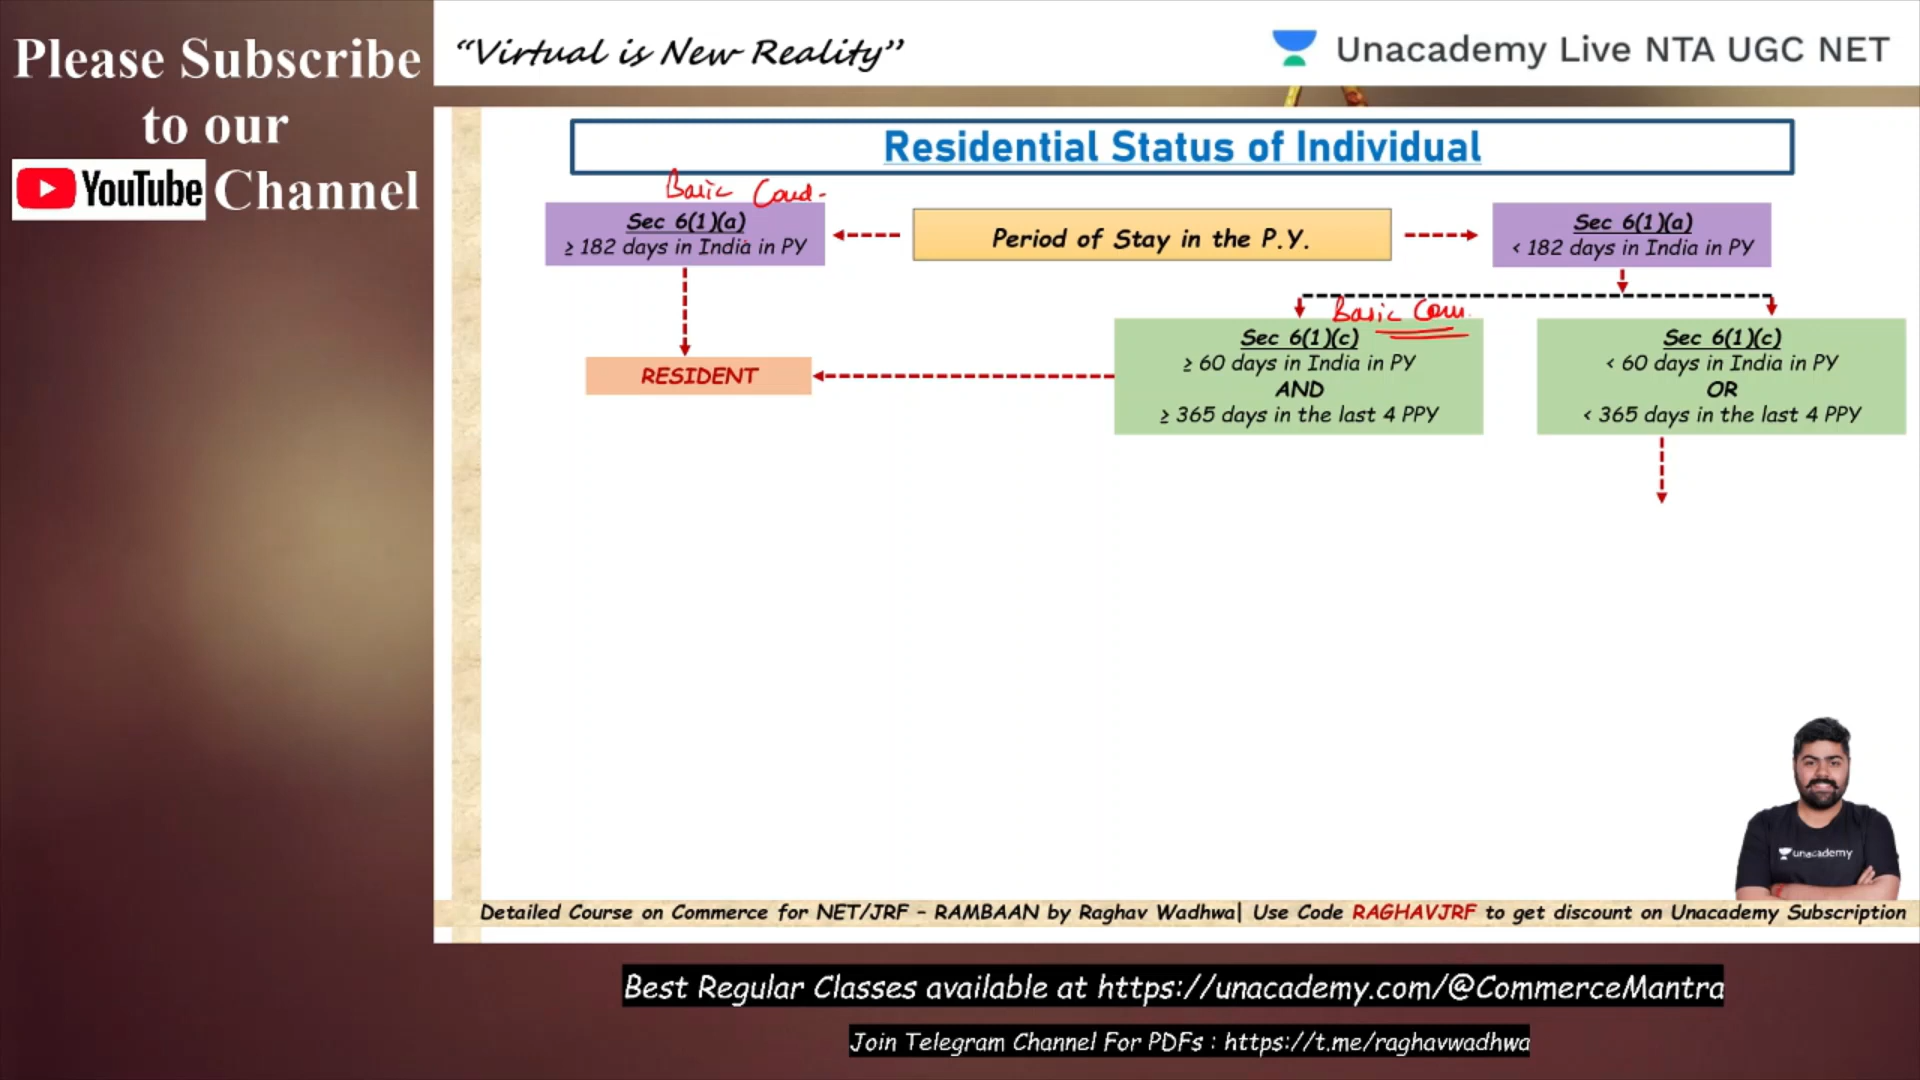 Please Subscribe
to our
YouTube Channel
“Virtual is New Reality”
Unacademy Live NTA UGC NET
Residential Status of Individual
Basic Cond.
Sec 6(1)(a)
≥ 182 days in India in PY
Period of Stay in the P.Y.
Sec 6(1)(a)
< 182 days in India in PY
Basic Con
Sec 6(1)(c)
≥ 60 days in India in PY
AND
≥ 365 days in the last 4 PPY
Sec 6(1)(c)
< 60 days in India in PY
OR
< 365 days in the last 4 PPY
RESIDENT
unacademy
Detailed Course on Commerce for NET/JRF – RAMBAAN by Raghav Wadhwa| Use Code RAGHAVJRF to get discount on Unacademy Subscription
Best Regular Classes available at https://unacademy.com/@CommerceMantra
Join Telegram Channel For PDFs : https://t.me/raghavwadhwa